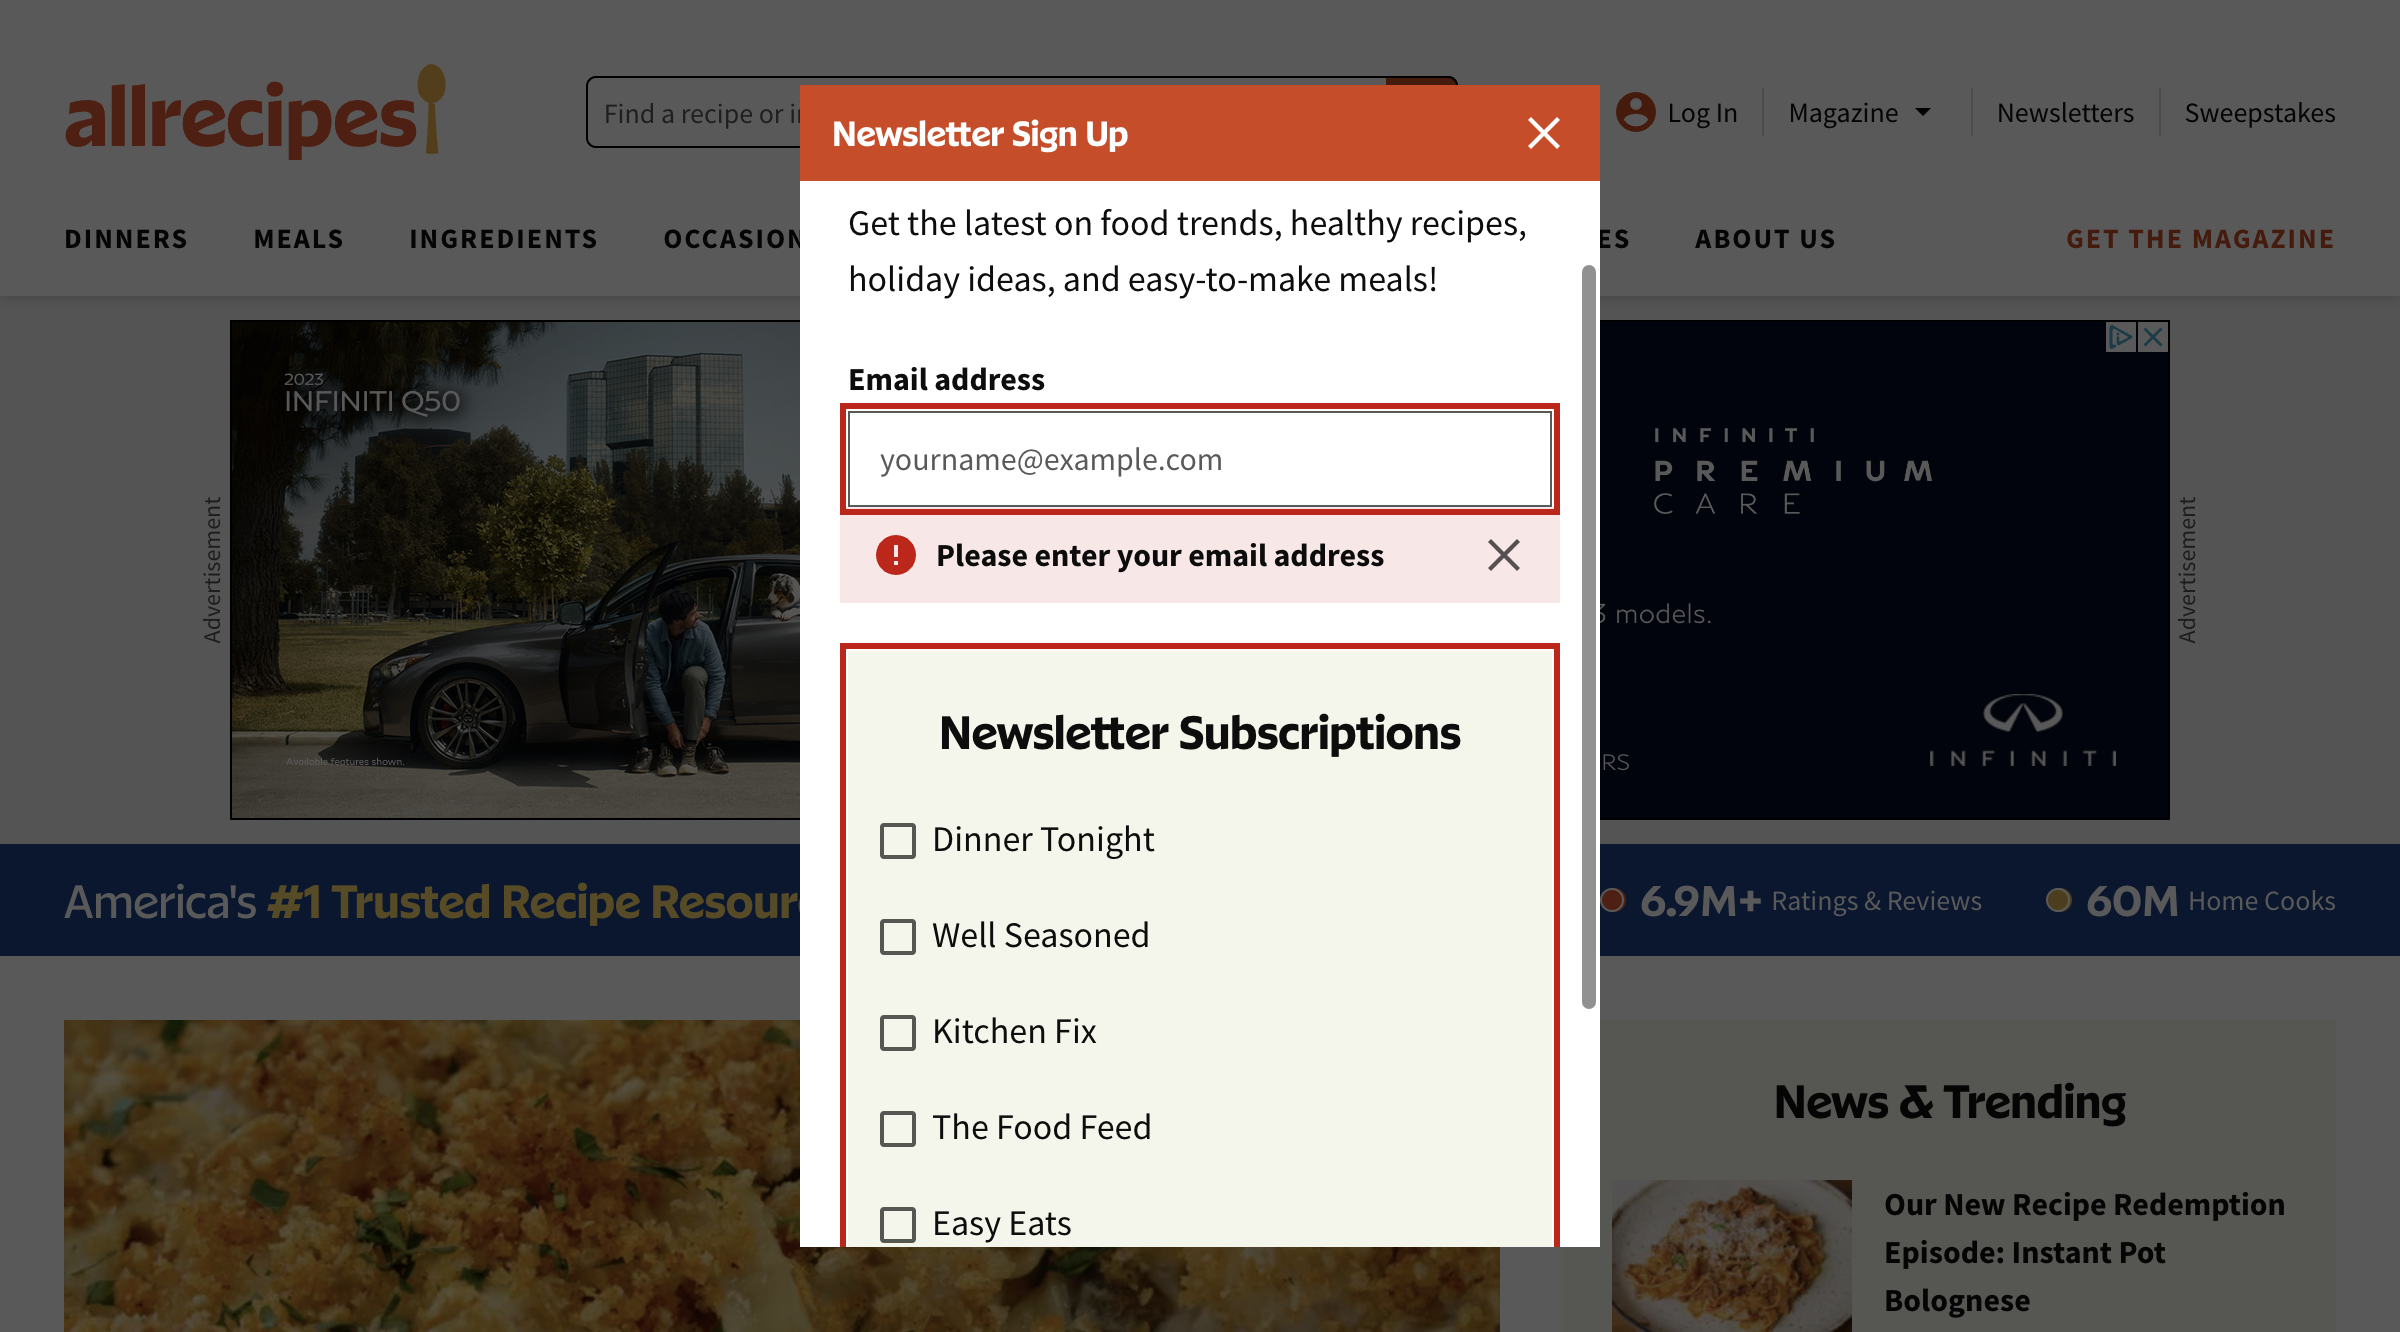 allrecipes
Find a recipe or
Log In
Magazine
Newsletters
Sweepstakes
DINNERS
MEALS
INGREDIENTS
OCCASION
ES
ABOUT US
GET THE MAGAZINE
Newsletter Sign Up
Get the latest on food trends, healthy recipes,
holiday ideas, and easy-to-make meals!
Email address
yourname@example.com
Please enter your email address
Newsletter Subscriptions
Dinner Tonight
Well Seasoned
Kitchen Fix
The Food Feed
Easy Eats
Advertisement
2023
INFINITI Q50
Available features shown.
INFINITI
PREMIUM
CARE
3 models.
RS
INFINITI
Advertisement
America's #1 Trusted Recipe Resour
6.9M+ Ratings & Reviews
60M Home Cooks
News & Trending
Our New Recipe Redemption
Episode: Instant Pot
Bolognese